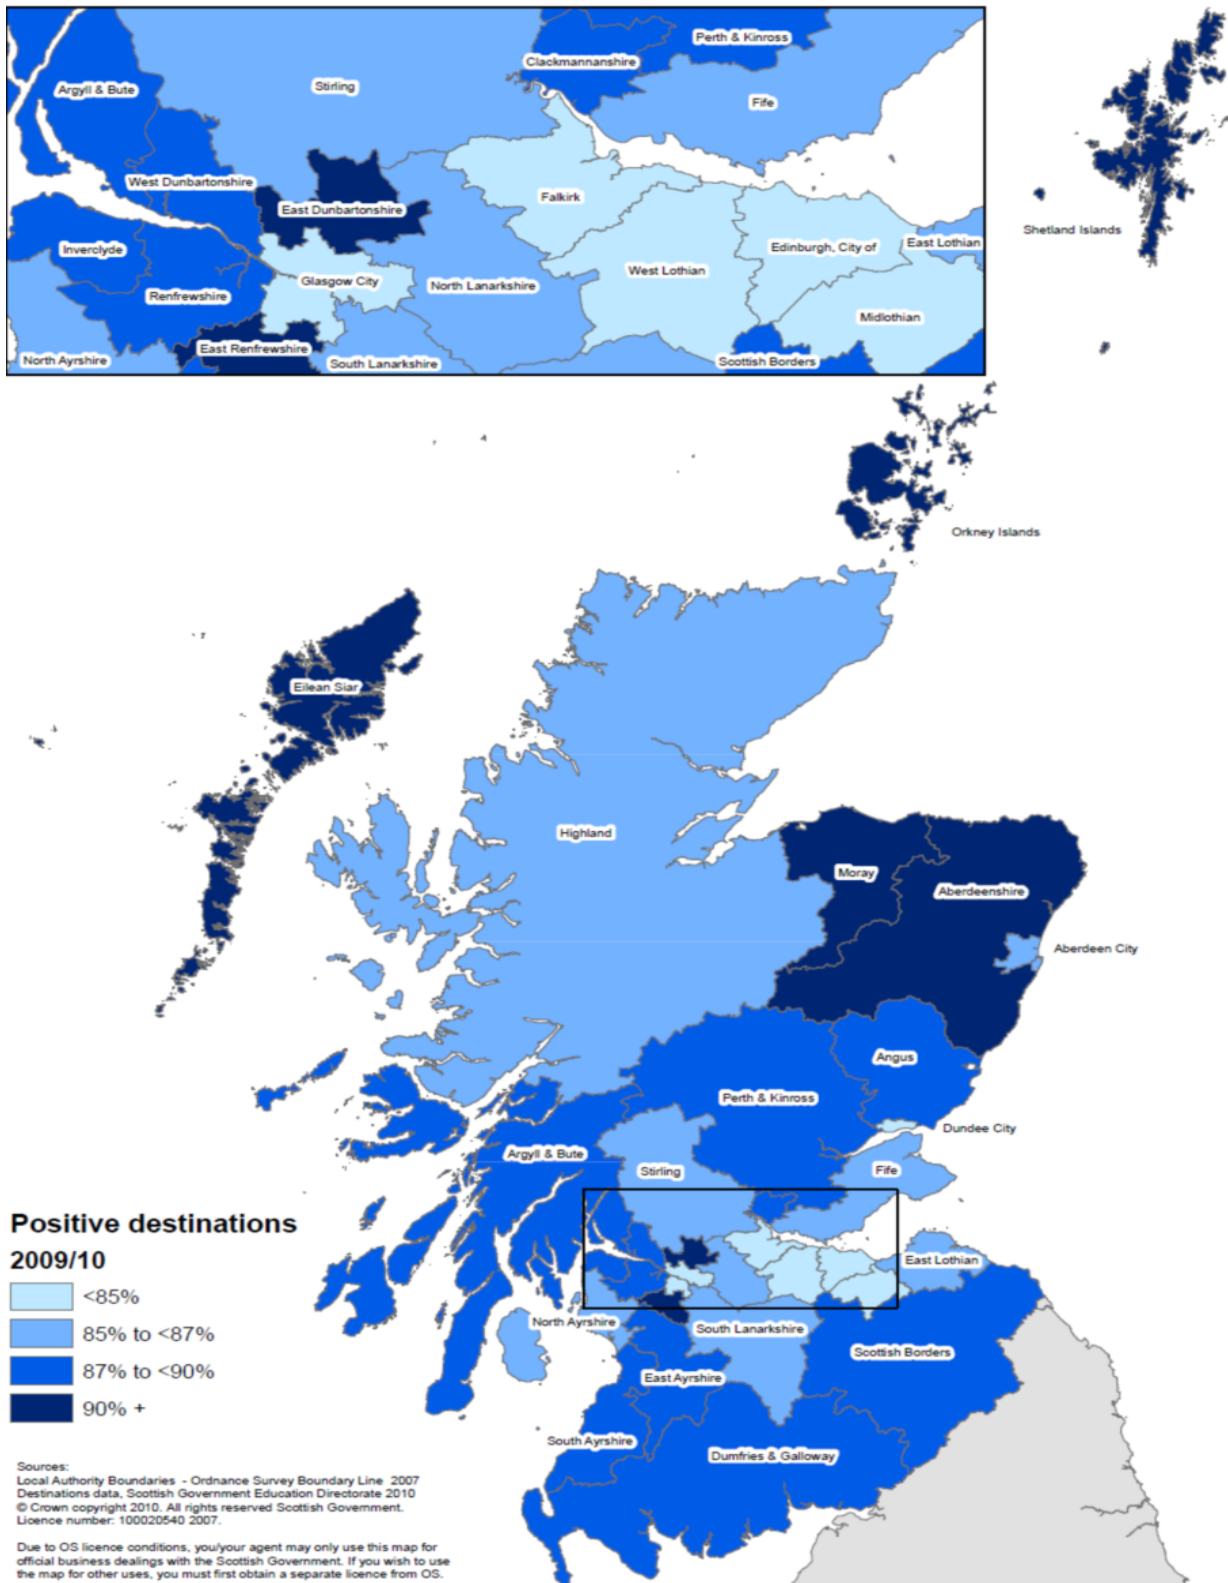 Perth & Kinross
Clackmannanshire
Argyll & Bute
Stirling
Fife
West Dunbartonshire
East Dunbartonshire
Falkirk
Shetland Islands
Inverclyde
Edinburgh, City of
East Lothian
West Lothian
Glasgow City
North Lanarkshire
Renfrewshire
Midlothian
East Renfrewshire
North Ayrshire
South Lanarkshire
Scottish Borders
Orkney Islands
Eilean Siar
Highland
Moray
Aberdeenshire
Aberdeen City
Angus
Perth & Kinross
Dundee City
Argyll & Bute
Stirling
Fife
East Lothian
North Ayrshire
South Lanarkshire
Scottish Borders
East Ayrshire
South Ayrshire
Dumfries & Galloway
Positive destinations
2009/10
<85%
85% to <87%
87% to <90%
90% +
Sources:
Local Authority Boundaries - Ordnance Survey Boundary Line 2007
Destinations data, Scottish Government Education Directorate 2010
© Crown copyright 2010. All rights reserved Scottish Government.
Licence number: 100020540 2007.
Due to OS licence conditions, you/your agent may only use this map for
official business dealings with the Scottish Government. If you wish to use
the map for other uses, you must first obtain a separate licence from OS.